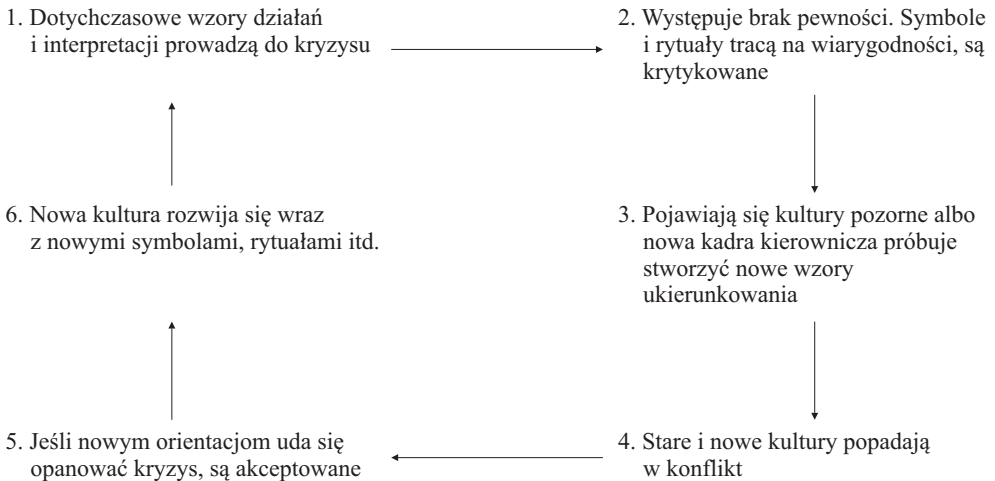 1. Dotychczasowe wzory działań
i interpretacji prowadzą do kryzysu
2. Występuje brak pewności. Symbole
i rytuały tracą na wiarygodności, są
krytykowane
3. Pojawiają się kultury pozorne albo
nowa kadra kierownicza próbuje
stworzyć nowe wzory
ukierunkowania
4. Stare i nowe kultury popadają
w konflikt
5. Jeśli nowym orientacjom uda się
opanować kryzys, są akceptowane
6. Nowa kultura rozwija się wraz
z nowymi symbolami, rytuałami itd.